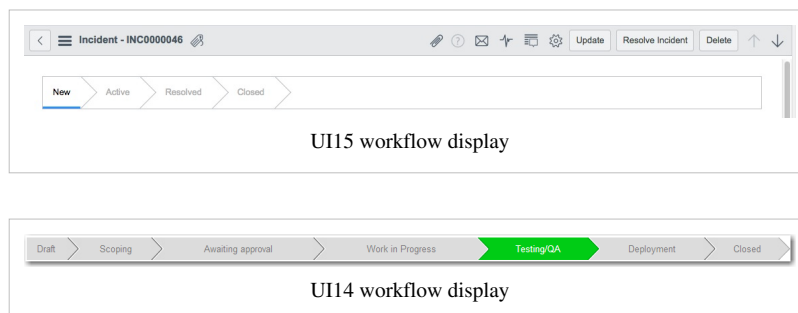 Incident - INC0000046 Update Resolve Incident Delete
New Active Resolved Closed
UI15 workflow display
Draft Scoping Awaiting approval Work in Progress Testing/QA Deployment Closed
UI14 workflow display